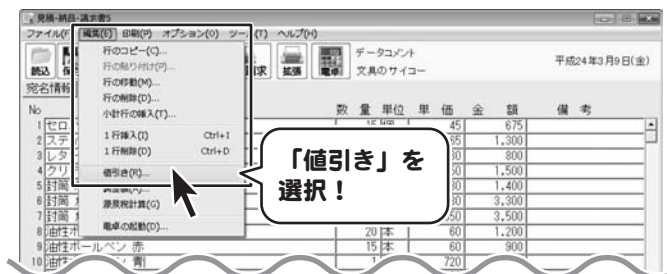 見積・納品・請求書5
ファイル(F) 編集(E) 印刷(P) オプション(O) ツール(T) ヘルプ(H)
読込 請求 拡張 電卓
データコメント
文具のサイコー
平成24年3月9日(金)
宛名情報
行のコピー(C)...
行の貼り付け(P)...
行の移動(M)...
行の削除(D)...
小計行の挿入(T)...
1行挿入(I) Ctrl+I
1行削除(D) Ctrl+D
値引き(R)...
源泉税計算(G)
電卓の起動(D)...
「値引き」を
選択！
No 数量 単位 単価 金額 備考
1 セロ 15 45 675
2 ステ 1,300
3 レタ 800
4 クリ 1,500
5 封筒 1,400
6 封筒 3,300
7 封筒 3,500
8 油性ボ 20 本 60 1,200
9 油性ボールペン 赤 15 本 60 900
10 油性ボールペン 青 720